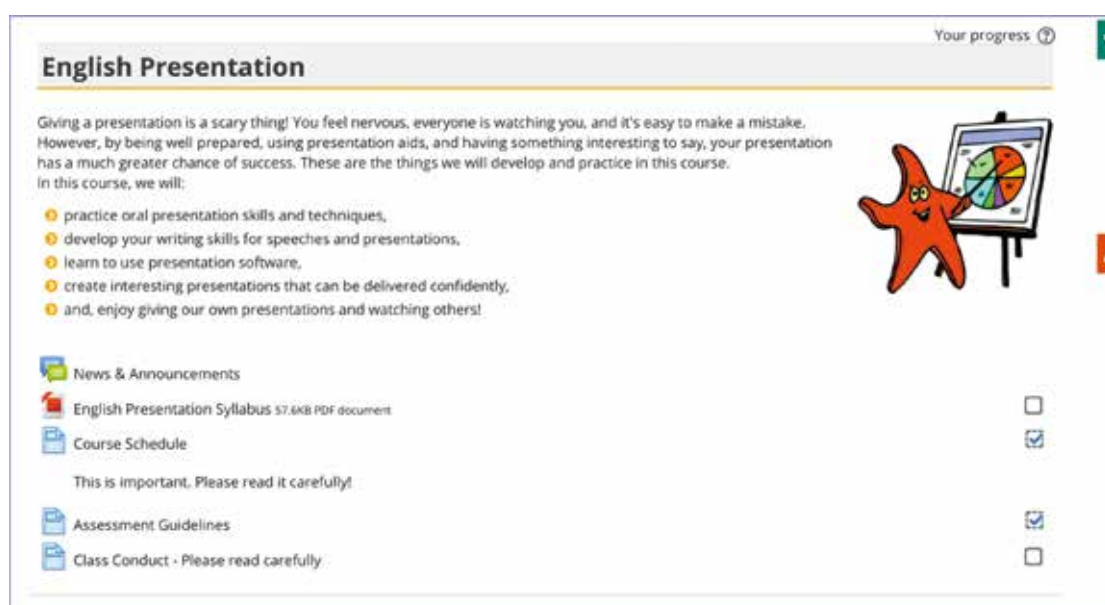 Your progress
English Presentation
Giving a presentation is a scary thing! You feel nervous, everyone is watching you, and it's easy to make a mistake.
However, by being well prepared, using presentation aids, and having something interesting to say, your presentation
has a much greater chance of success. These are the things we will develop and practice in this course.
In this course, we will:
practice oral presentation skills and techniques,
develop your writing skills for speeches and presentations,
learn to use presentation software,
create interesting presentations that can be delivered confidently,
and, enjoy giving our own presentations and watching others!
News & Announcements
English Presentation Syllabus 57.6KB PDF document
Course Schedule
This is important. Please read it carefully!
Assessment Guidelines
Class Conduct - Please read carefully